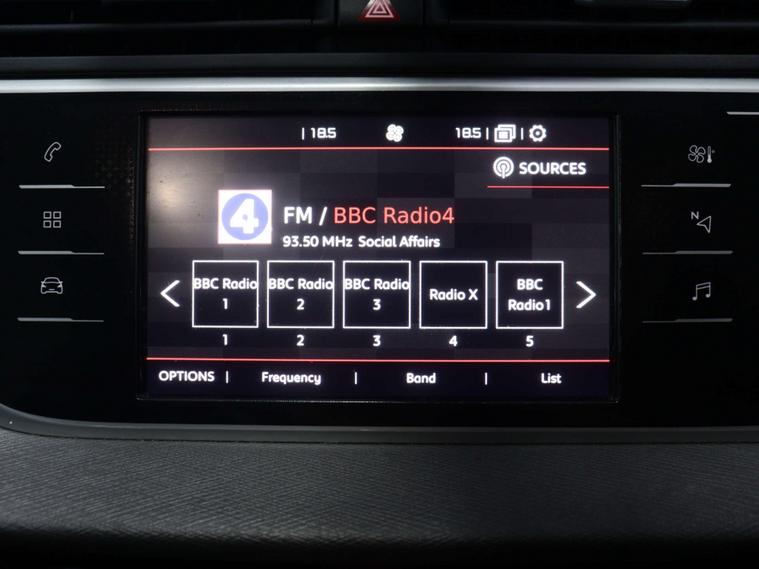 | 18.5
18.5 | |
SOURCES
4
FM / BBC Radio4
93.50 MHz Social Affairs
BBC Radio 1
BBC Radio 2
BBC Radio 3
Radio X
BBC Radio1
1 2 3 4 5
OPTIONS | Frequency | Band | List
N